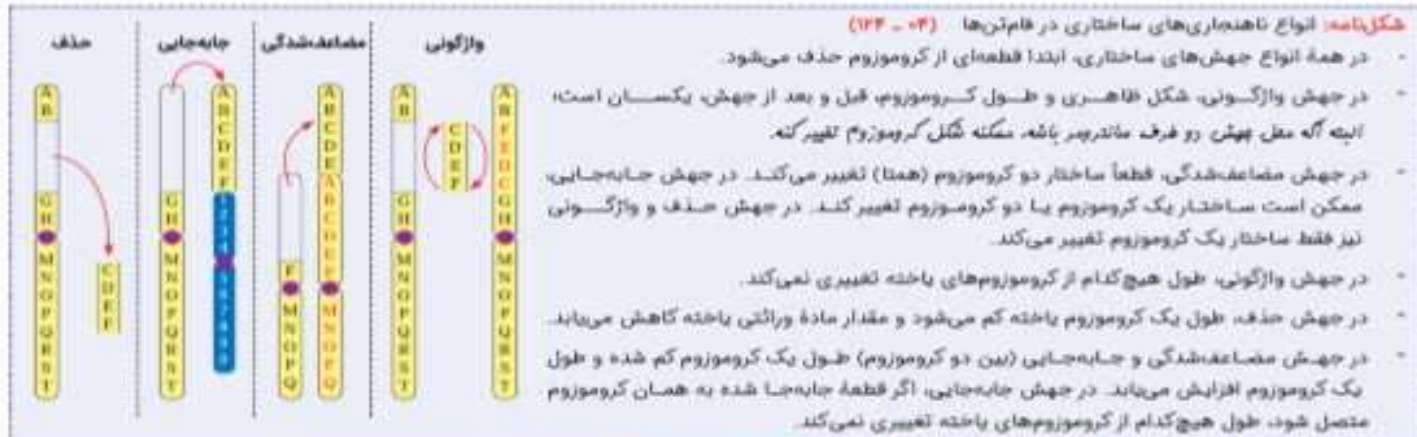 شکل‌نامه: انواع ناهنجاری‌های ساختاری در فام‌تن‌ها (۰۴ - ۱۲۴)
- در همهٔ انواع جهش‌های ساختاری، ابتدا قطعه‌ای از کروموزوم حذف می‌شود.
- در جهش واژگونی، شکل ظاهری و طول کروموزوم، قبل و بعد از جهش، یکسان است؛
البته اگه محل جهش دو طرف سانترومر باشه، ممکنه شکل کروموزوم تغییر کنه.
- در جهش مضاعف‌شدگی، قطعاً ساختار دو کروموزوم (همتا) تغییر می‌کند. در جهش جابه‌جایی،
ممکن است ساختار یک کروموزوم یا دو کروموزوم تغییر کند. در جهش حذف و واژگونی
نیز فقط ساختار یک کروموزوم تغییر می‌کند.
- در جهش واژگونی، طول هیچ‌کدام از کروموزوم‌های یاخته تغییری نمی‌کند.
- در جهش حذف، طول یک کروموزوم یاخته کم می‌شود و مقدار مادهٔ وراثتی یاخته کاهش می‌یابد.
- در جهش مضاعف‌شدگی و جابه‌جایی (بین دو کروموزوم) طول یک کروموزوم کم شده و طول
یک کروموزوم افزایش می‌یابد. در جهش جابه‌جایی، اگر قطعهٔ جابه‌جا شده به همان کروموزوم
متصل شود، طول هیچ‌کدام از کروموزوم‌های یاخته تغییری نمی‌کند.
واژگونی
A B
G H M N O P Q R S T
C D E F
A B F E D C G H M N O P Q R S T
مضاعف‌شدگی
F M N O P Q
A B C D E A B C D E F M N O P Q
جابه‌جایی
G H M N O P Q R S T
A B C D E F
حذف
A B
G H M N O P Q R S T
C D E F